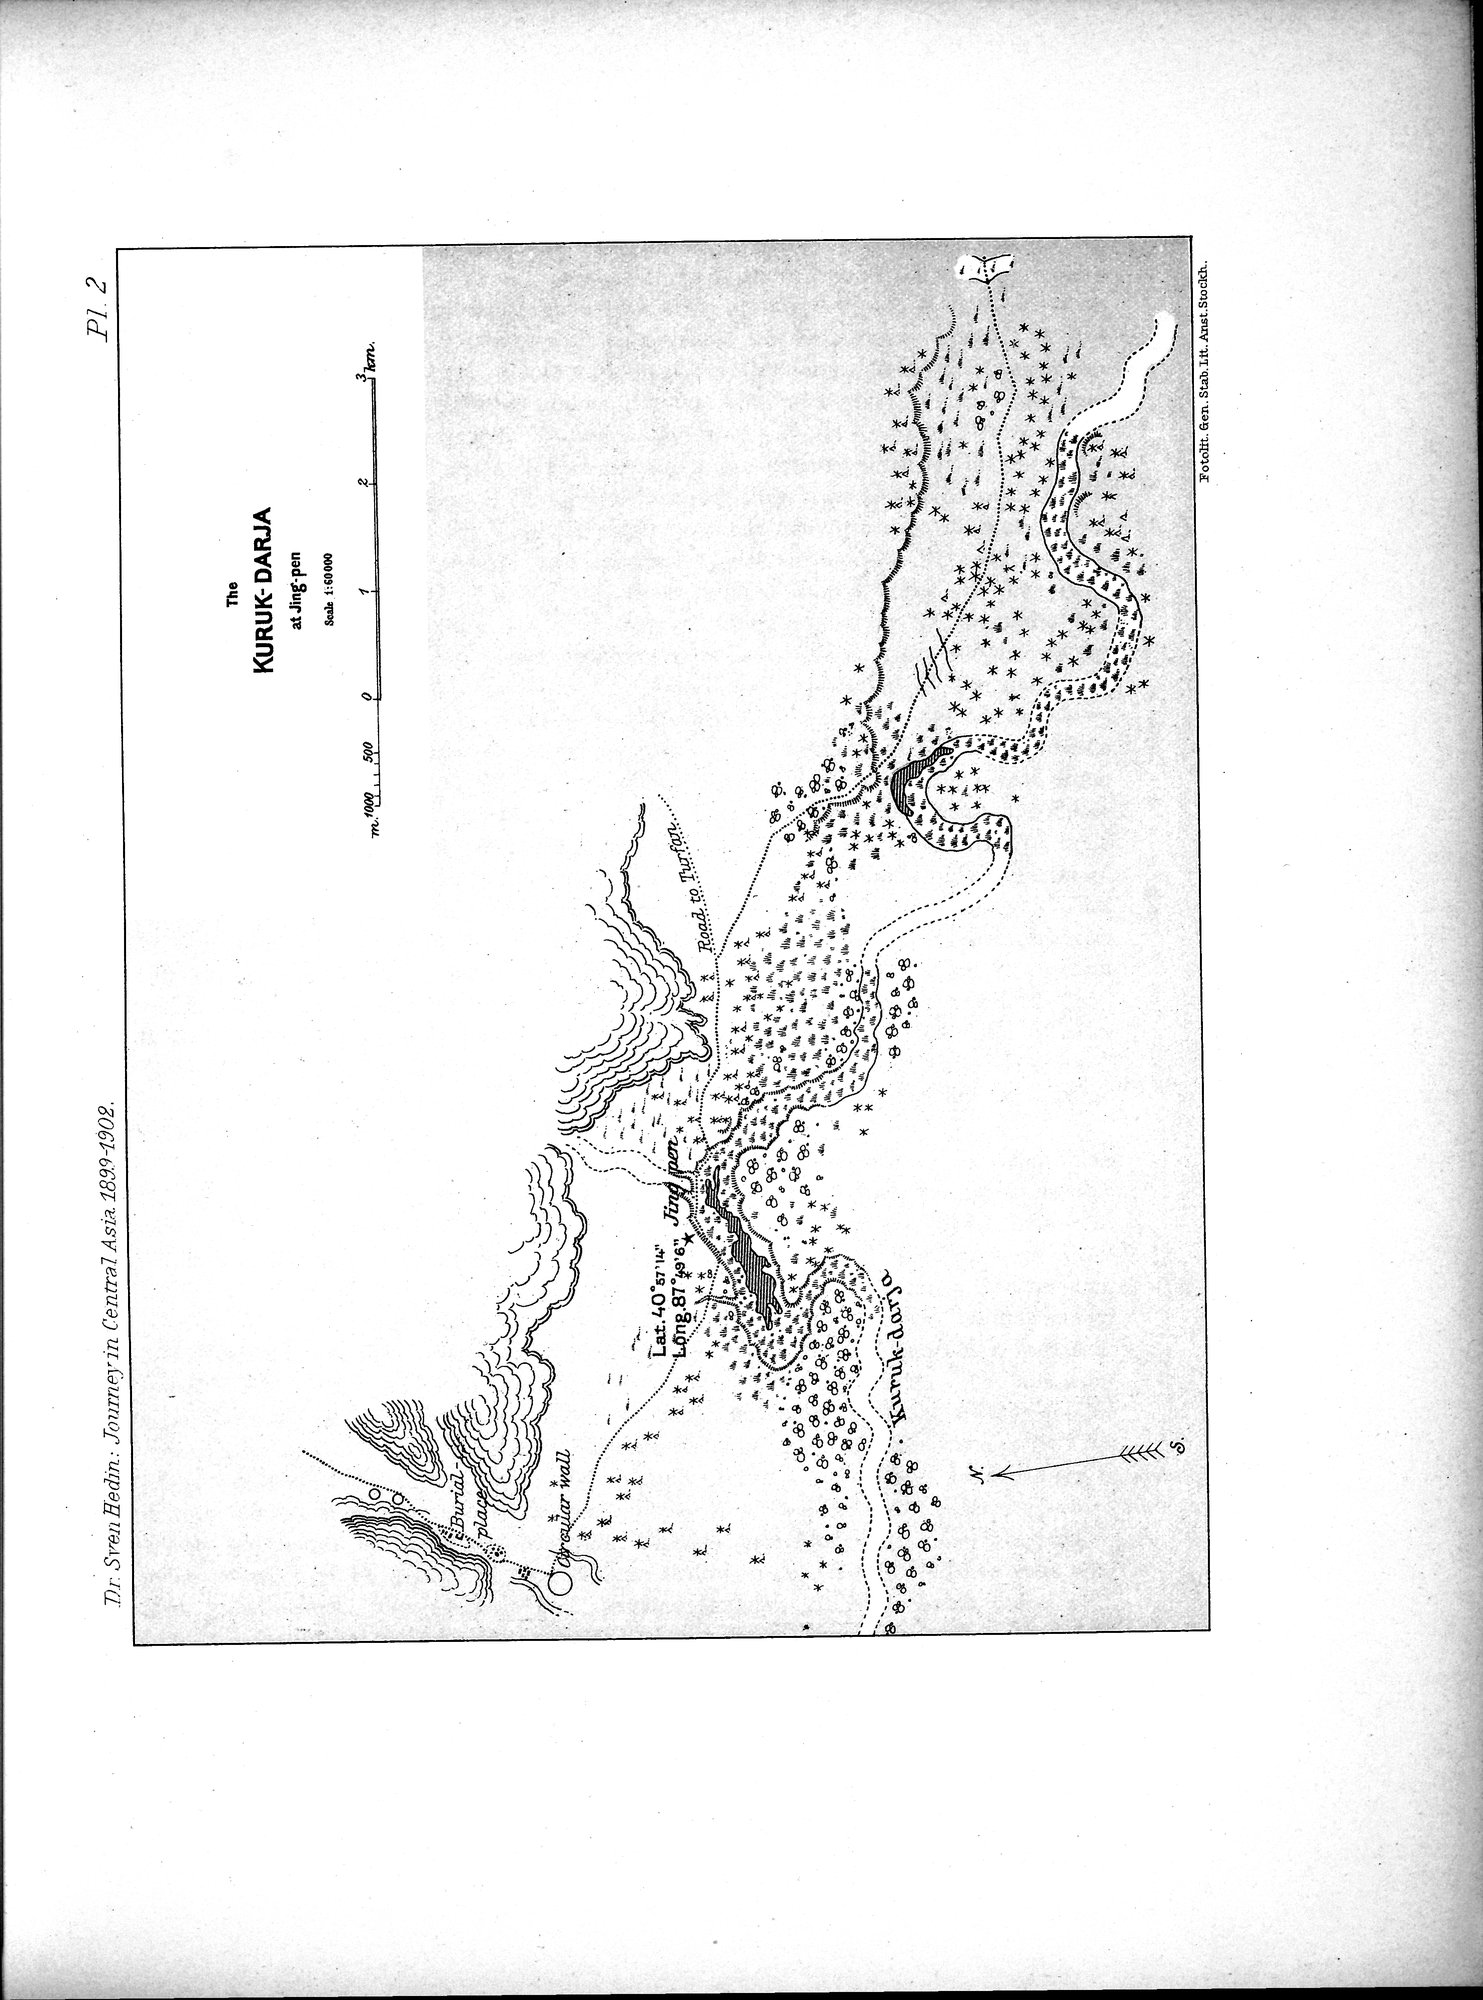 Dr. Sven Hedin: Journey in Central Asia 1899-1902.
Pl. 2
The
KURUK-DARJA
at Jing-pen
Scale 1:60000
m. 1000 500 0 1 2 3 km.
Burial
place
Circular wall
Road to Turfan
Lat. 40°57'14"
Long. 87°49'6"
Jing pen
Kuruk-darja
N.
S.
Fotolit. Gen. Stab. Lit. Anst. Stockh.